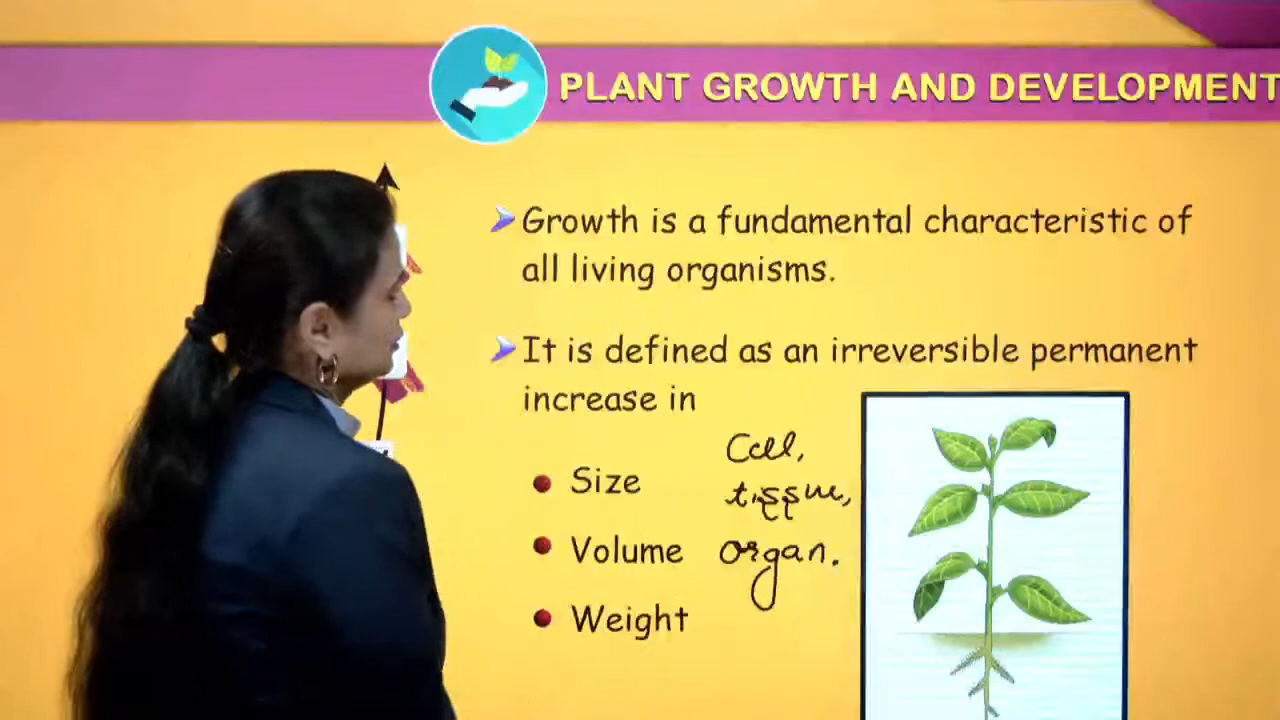 PLANT GROWTH AND DEVELOPMENT
Growth is a fundamental characteristic of
all living organisms.
It is defined as an irreversible permanent
increase in
Size
Volume
Weight
Cell,
tissue,
organ.